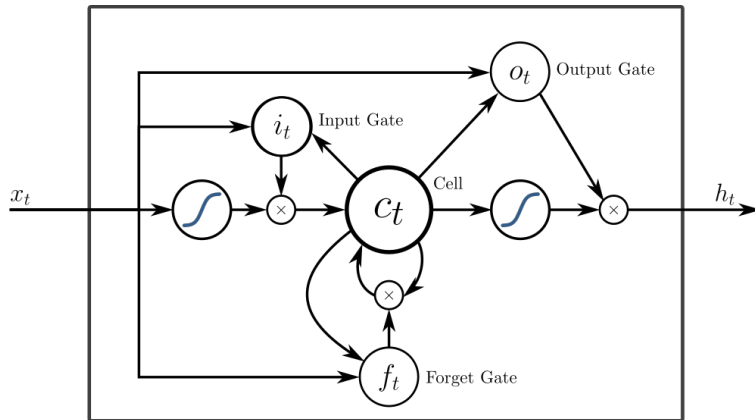 o_t Output Gate
i_t Input Gate
x_t
×
c_t Cell
×
h_t
×
f_t Forget Gate